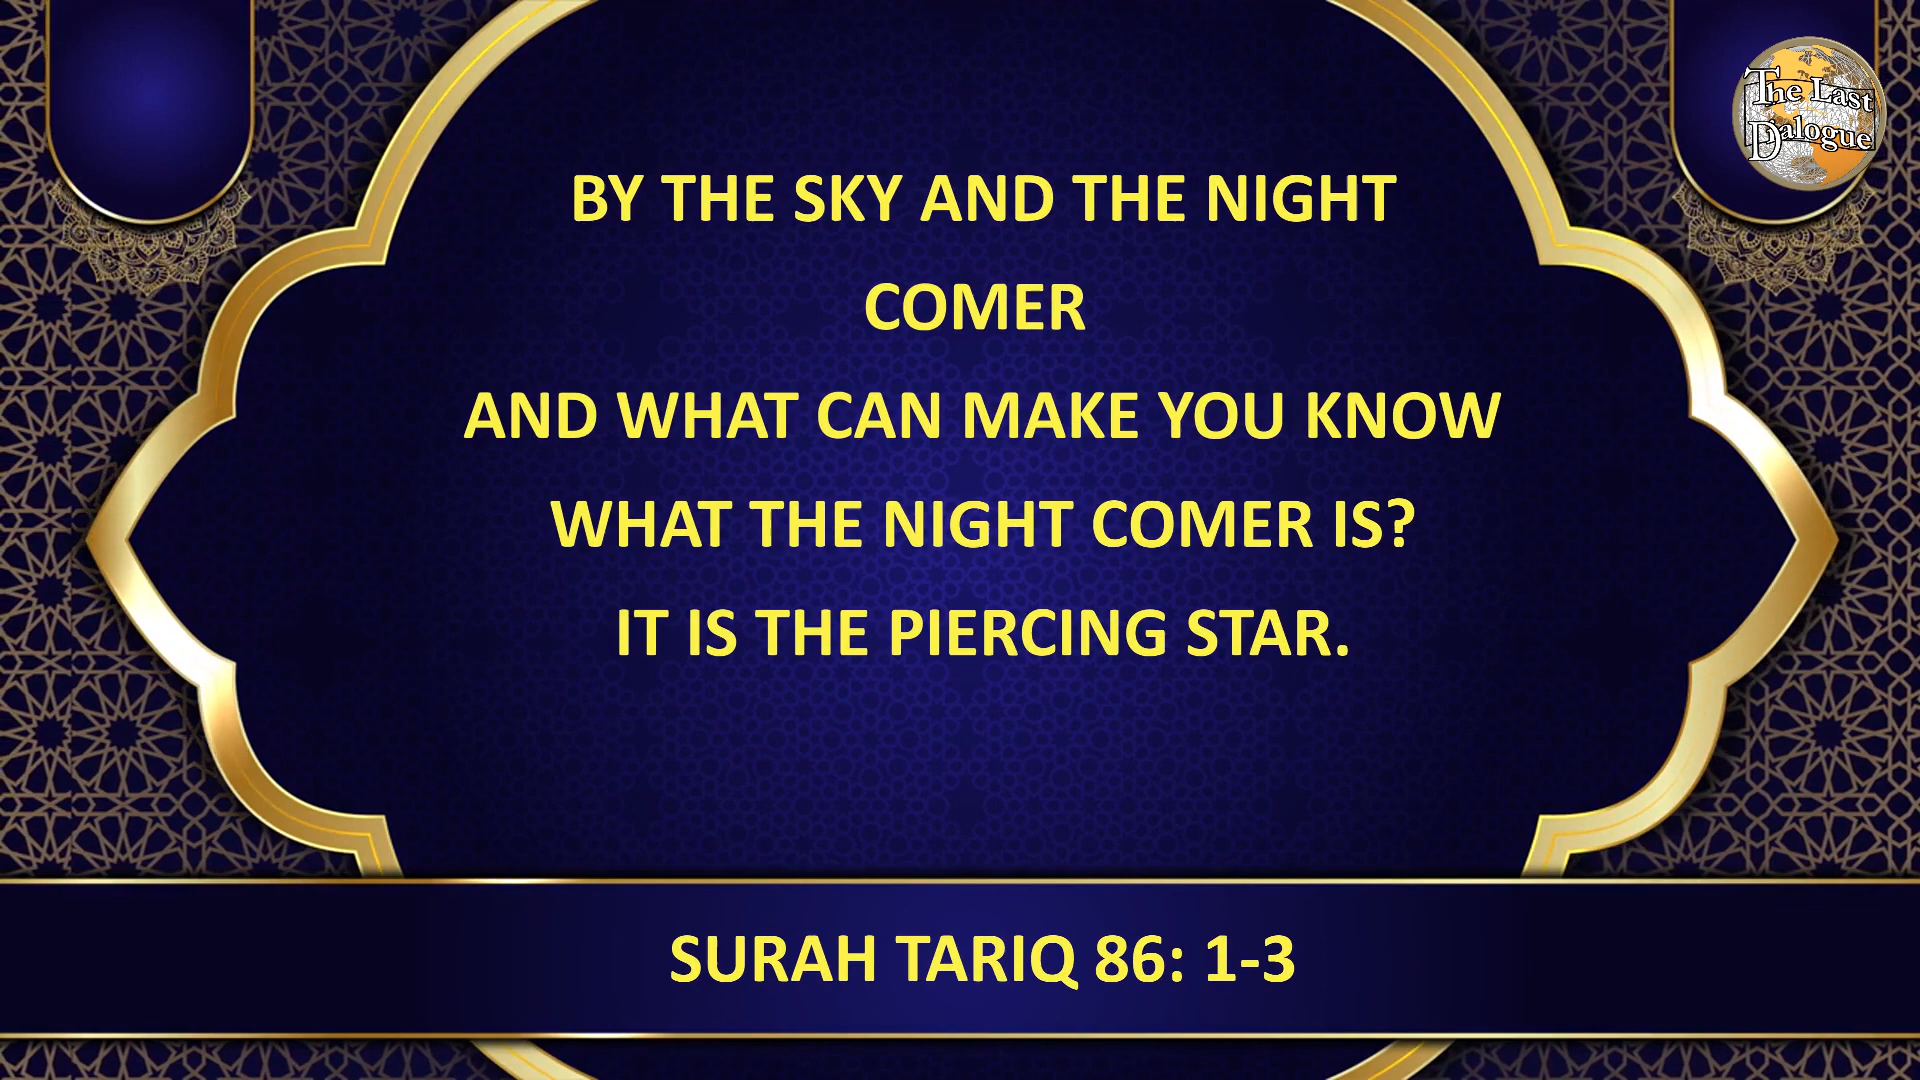 The Last
Dialogue
BY THE SKY AND THE NIGHT
COMER
AND WHAT CAN MAKE YOU KNOW
WHAT THE NIGHT COMER IS?
IT IS THE PIERCING STAR.
SURAH TARIQ 86: 1-3